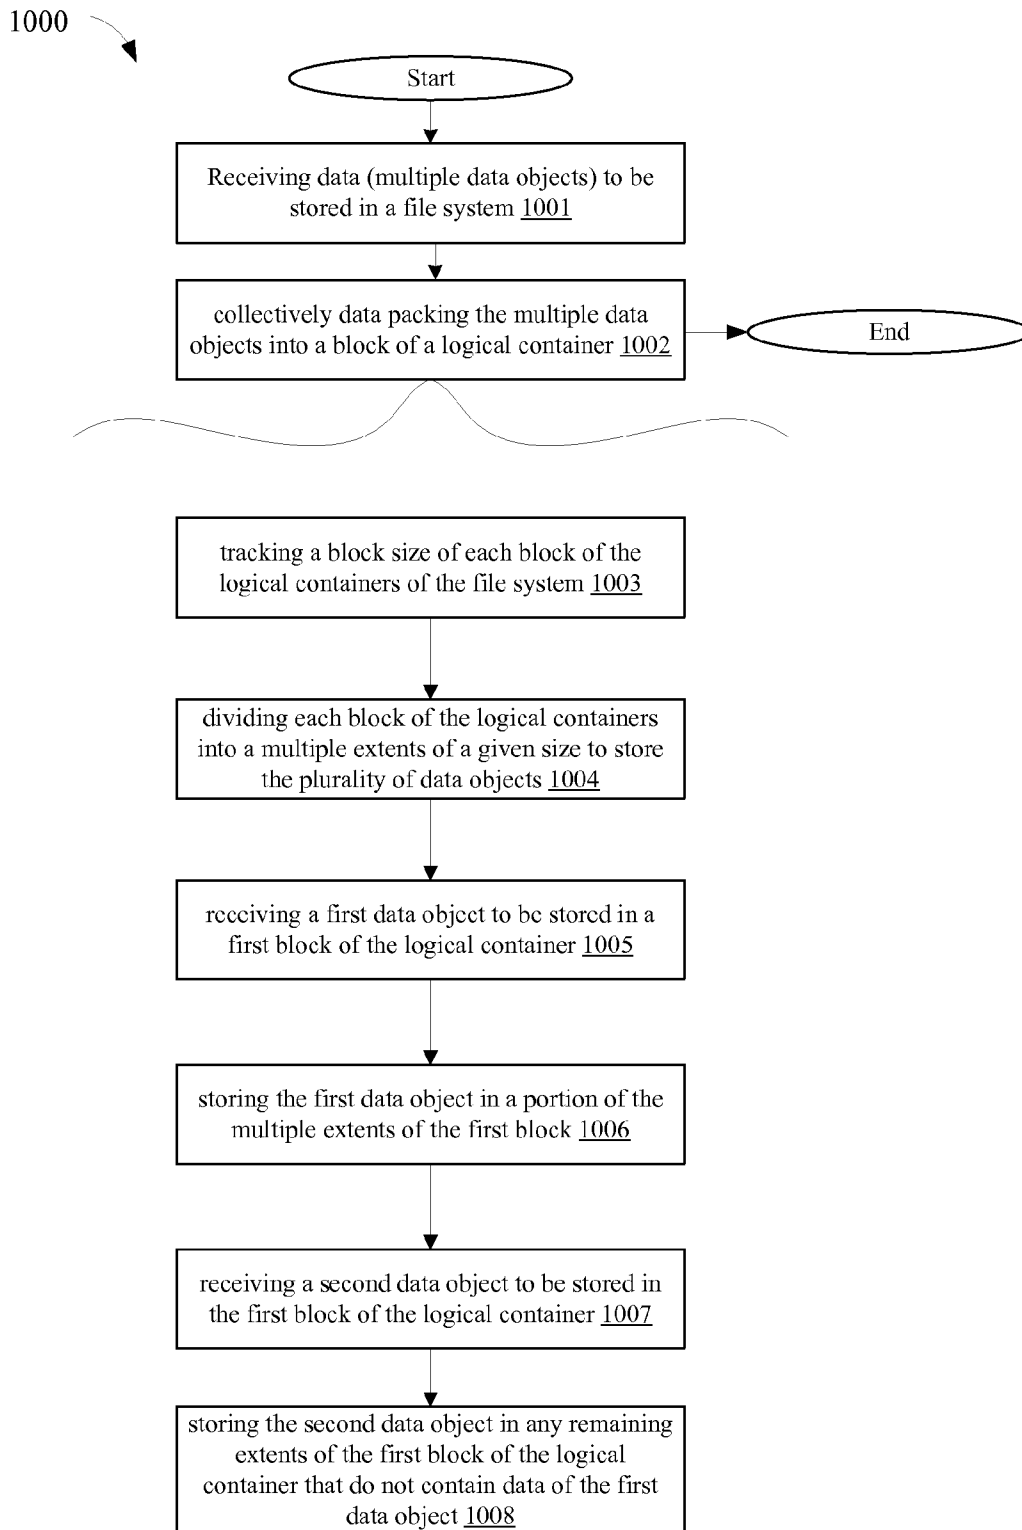 1000
Start
Receiving data (multiple data objects) to be
stored in a file system 1001
collectively data packing the multiple data
objects into a block of a logical container 1002
End
tracking a block size of each block of the
logical containers of the file system 1003
dividing each block of the logical containers
into a multiple extents of a given size to store
the plurality of data objects 1004
receiving a first data object to be stored in a
first block of the logical container 1005
storing the first data object in a portion of the
multiple extents of the first block 1006
receiving a second data object to be stored in
the first block of the logical container 1007
storing the second data object in any remaining
extents of the first block of the logical
container that do not contain data of the first
data object 1008